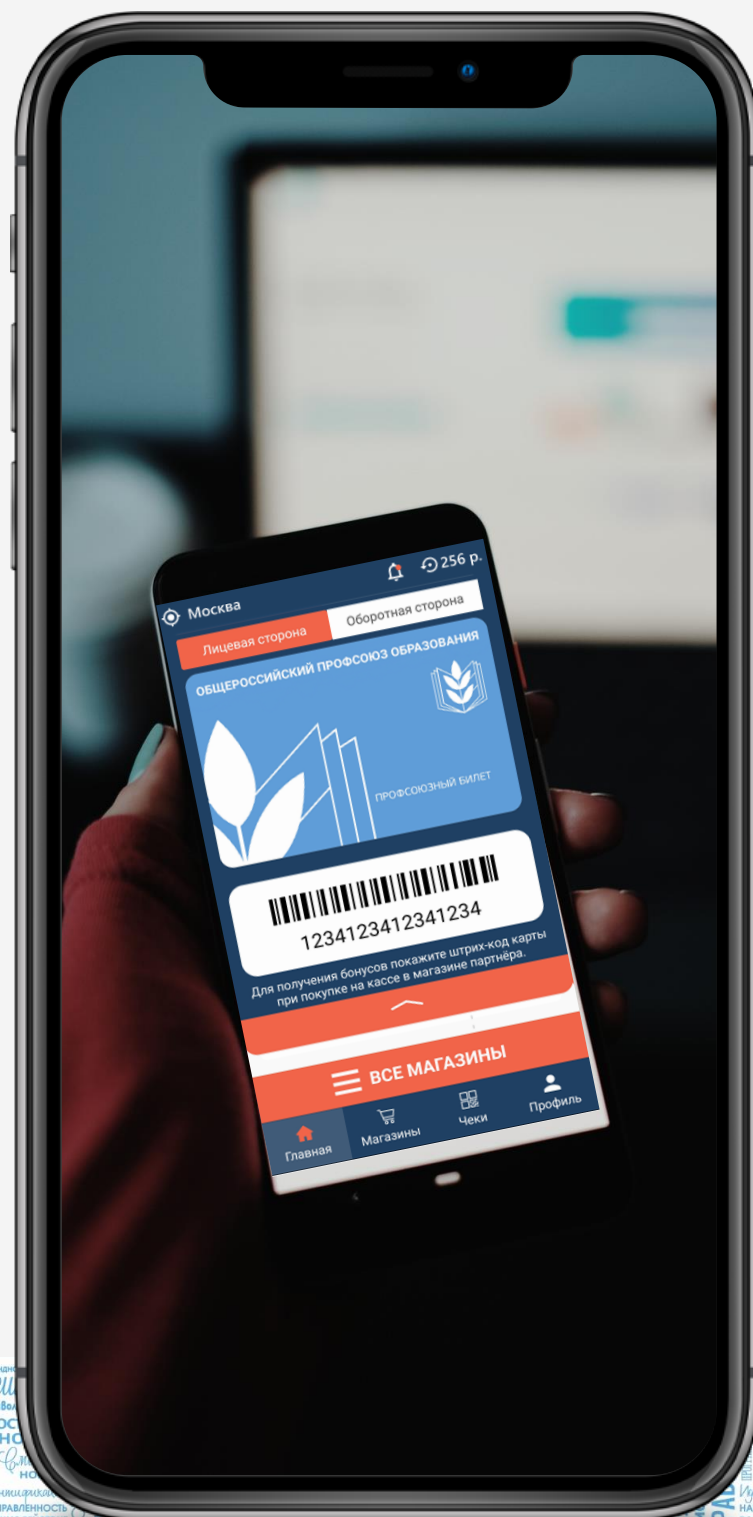 Москва
256 р.
Лицевая сторона
Оборотная сторона
ОБЩЕРОССИЙСКИЙ ПРОФСОЮЗ ОБРАЗОВАНИЯ
ПРОФСОЮЗНЫЙ БИЛЕТ
1234123412341234
Для получения бонусов покажите штрих-код карты
при покупке на кассе в магазине партнёра.
ВСЕ МАГАЗИНЫ
Главная
Магазины
Чеки
Профиль